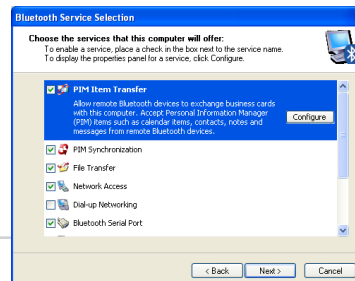 Bluetooth Service Selection
Choose the services that this computer will offer:
To enable a service, place a check in the box next to the service name.
To display the properties panel for a service, click Configure.
PIM Item Transfer
Allow remote Bluetooth devices to exchange business cards
with this computer. Accept Personal Information Manager
(PIM) items such as calendar items, contacts, notes and
messages from remote Bluetooth devices.
Configure
PIM Synchronization
File Transfer
Network Access
Dial-up Networking
Bluetooth Serial Port
< Back
Next >
Cancel